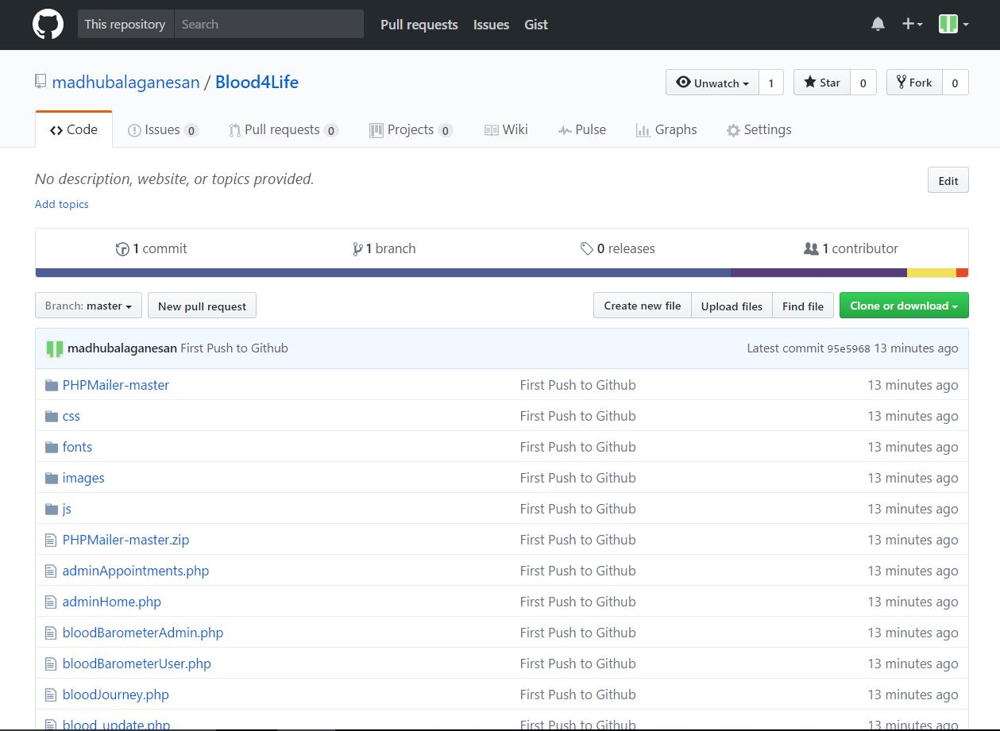 This repository Search Pull requests Issues Gist
madhubalaganesan / Blood4Life Unwatch 1 Star 0 Fork 0
Code Issues 0 Pull requests 0 Projects 0 Wiki Pulse Graphs Settings
No description, website, or topics provided. Edit
Add topics
1 commit 1 branch 0 releases 1 contributor
Branch: master New pull request Create new file Upload files Find file Clone or download
madhubalaganesan First Push to Github Latest commit 95e5968 13 minutes ago
PHPMailer-master First Push to Github 13 minutes ago
css First Push to Github 13 minutes ago
fonts First Push to Github 13 minutes ago
images First Push to Github 13 minutes ago
js First Push to Github 13 minutes ago
PHPMailer-master.zip First Push to Github 13 minutes ago
adminAppointments.php First Push to Github 13 minutes ago
adminHome.php First Push to Github 13 minutes ago
bloodBarometerAdmin.php First Push to Github 13 minutes ago
bloodBarometerUser.php First Push to Github 13 minutes ago
bloodJourney.php First Push to Github 13 minutes ago
blood_update.php First Push to Github 13 minutes ago